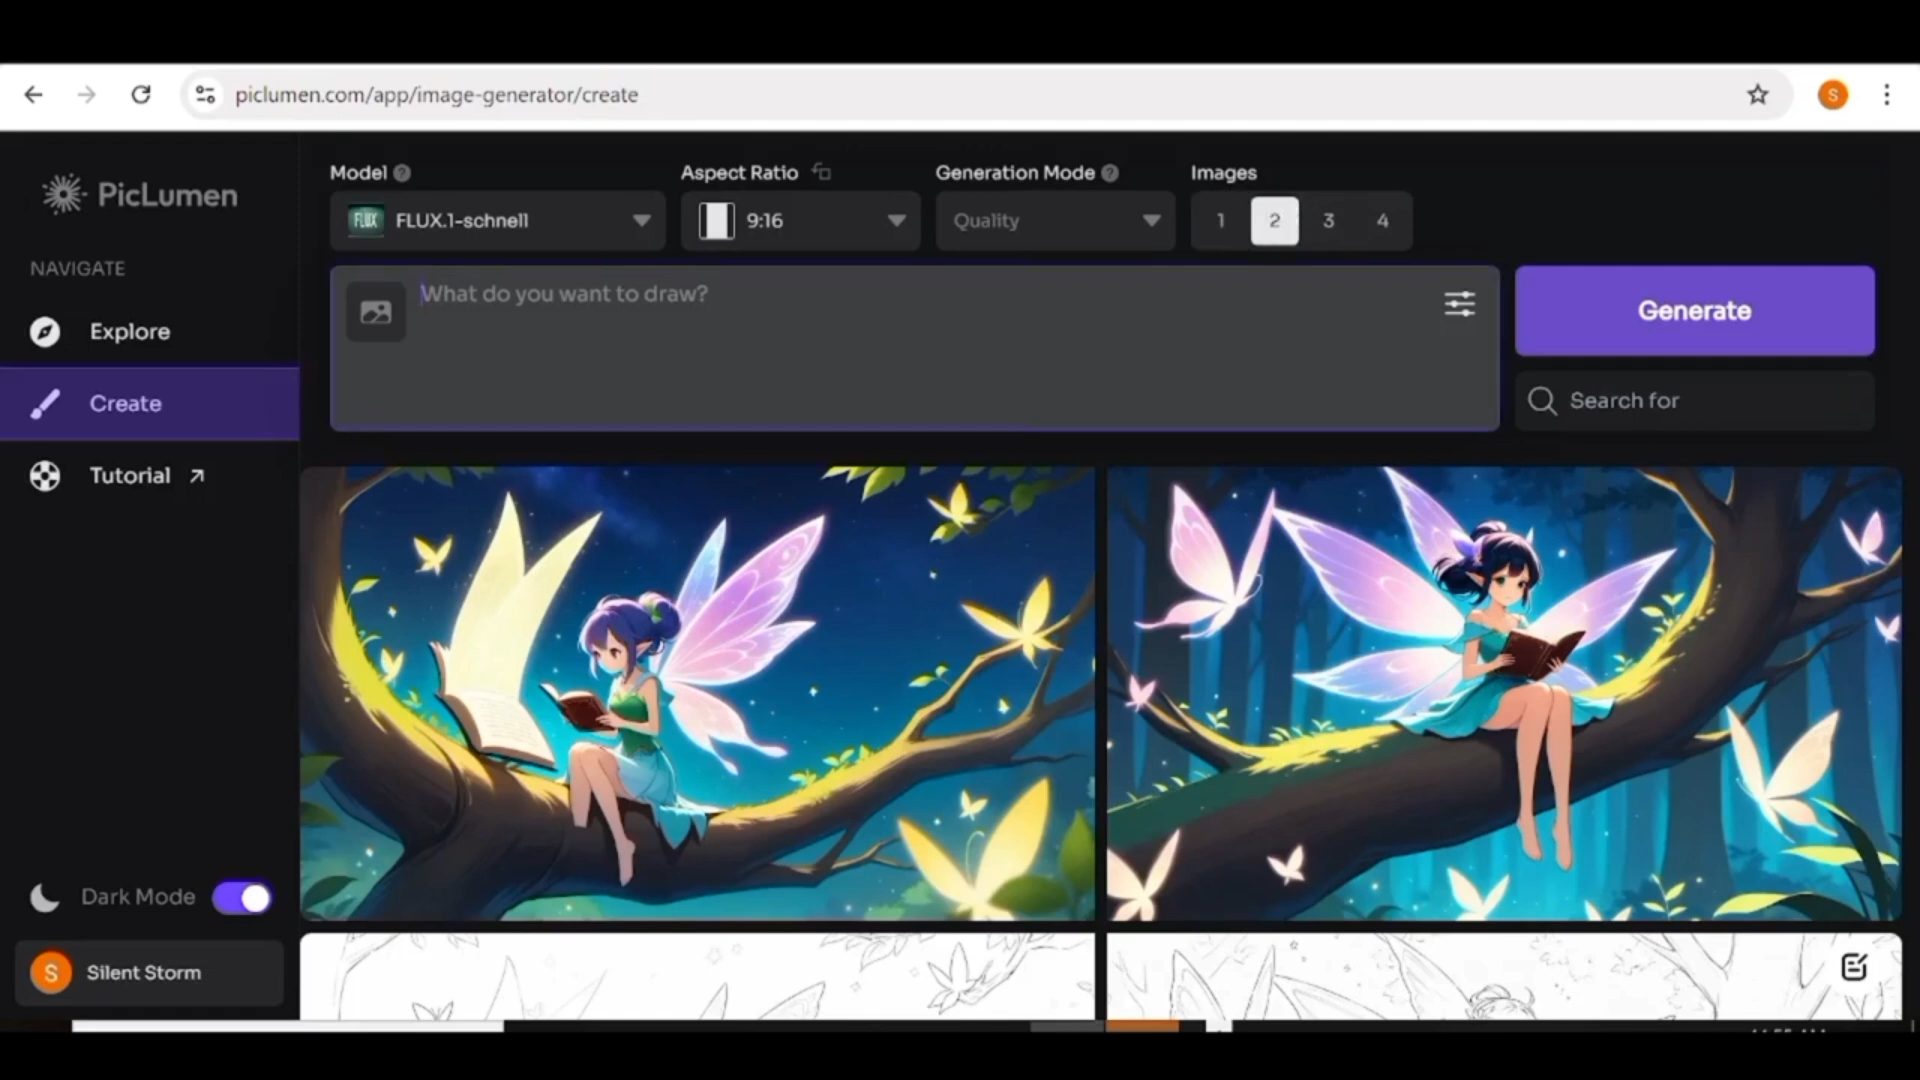 piclumen.com/app/image-generator/create
S
PicLumen
NAVIGATE
Explore
Create
Tutorial
Dark Mode
S Silent Storm
Model
Aspect Ratio
Generation Mode
Images
FLUX FLUX.1-schnell
9:16
Quality
1 2 3 4
What do you want to draw?
Generate
Search for